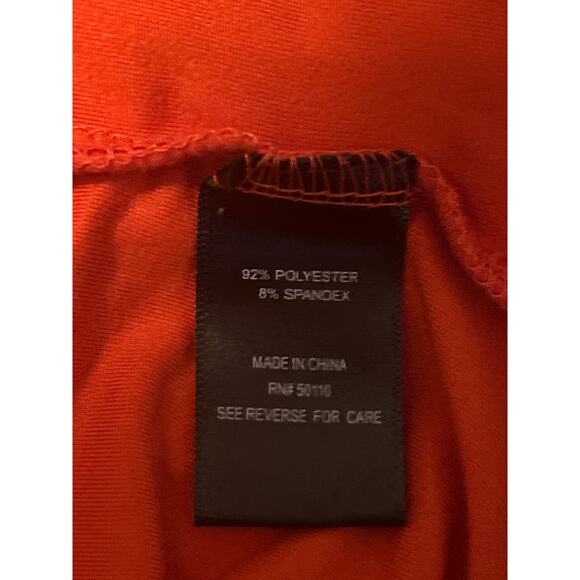 92% POLYESTER
8% SPANDEX
MADE IN CHINA
RN# 50110
SEE REVERSE FOR CARE